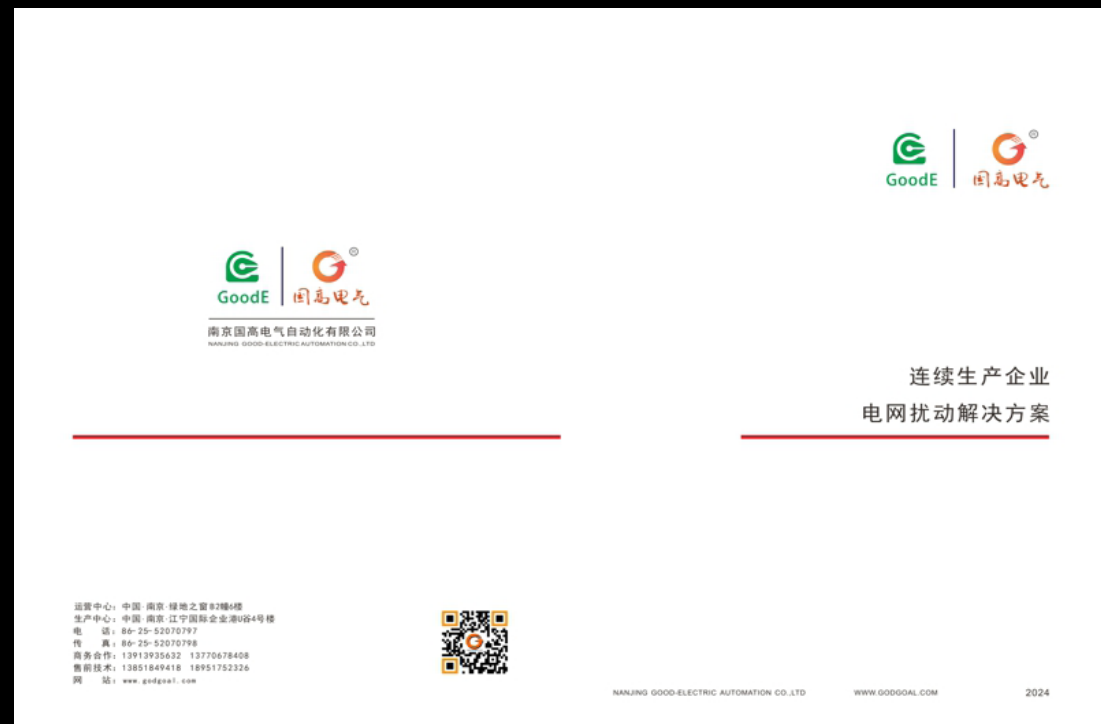 GoodE
国高电气
®
南京国高电气自动化有限公司
NANJING GOOD-ELECTRIC AUTOMATION CO.,LTD
运营中心：中国·南京·绿地之窗B2幢6楼
生产中心：中国·南京·江宁国际企业港U谷4号楼
电 话：86-25-52070797
传 真：86-25-52070798
商务合作：13913935632 13770678408
售前技术：13851849418 18951752326
网 站：www.godgoal.com
GoodE
国高电气
®
连续生产企业
电网扰动解决方案
NANJING GOOD-ELECTRIC AUTOMATION CO.,LTD WWW.GODGOAL.COM 2024